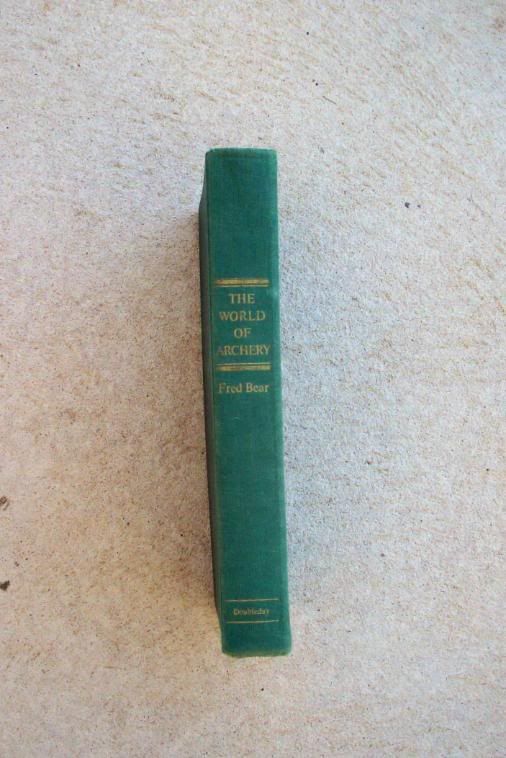 THE
WORLD
OF
ARCHERY
Fred Bear
Doubleday